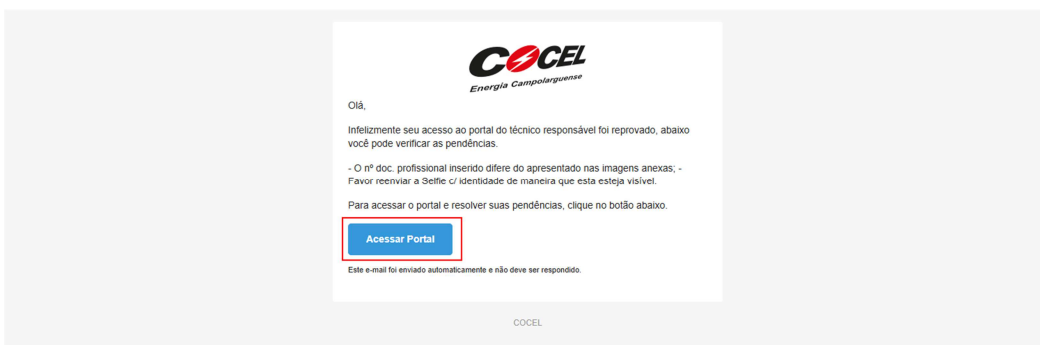 COCEL
Energia Campolarguense
Olá,
Infelizmente seu acesso ao portal do técnico responsável foi reprovado, abaixo
você pode verificar as pendências.
- O nº doc. profissional inserido difere do apresentado nas imagens anexas; -
Favor reenviar a Selfie c/ identidade de maneira que esta esteja visível.
Para acessar o portal e resolver suas pendências, clique no botão abaixo.
Acessar Portal
Este e-mail foi enviado automaticamente e não deve ser respondido.
COCEL